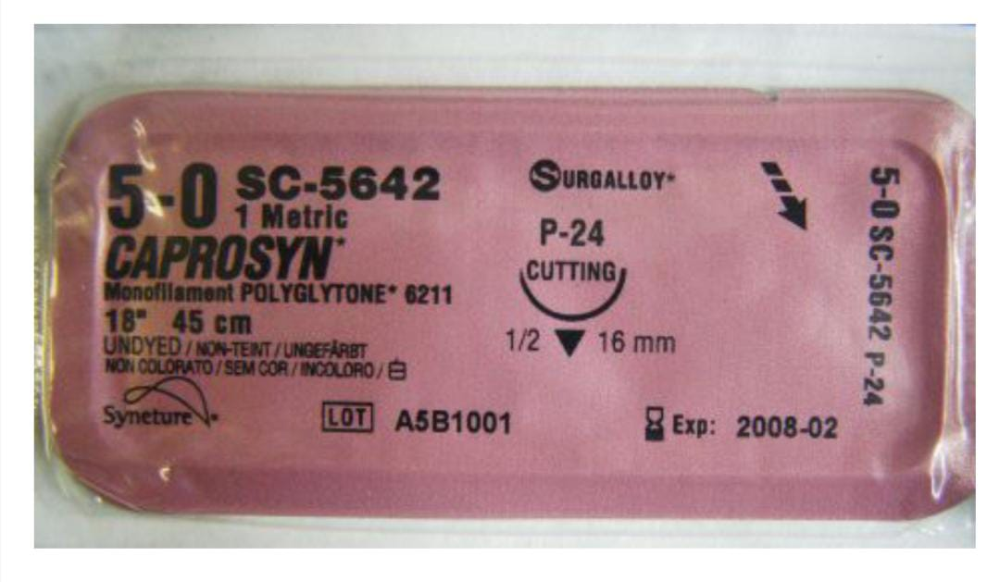 5-0 SC-5642
1 Metric
CAPROSYN*
Monofilament POLYGLYTONE* 6211
18" 45 cm
UNDYED / NON-TEINT / UNGEFÄRBT
NON COLORATO / SEM COR / INCOLORO / 白
Syneture*
LOT A5B1001
SURGALLOY*
P-24
CUTTING
1/2 ▼ 16 mm
Exp: 2008-02
5-0 SC-5642 P-24